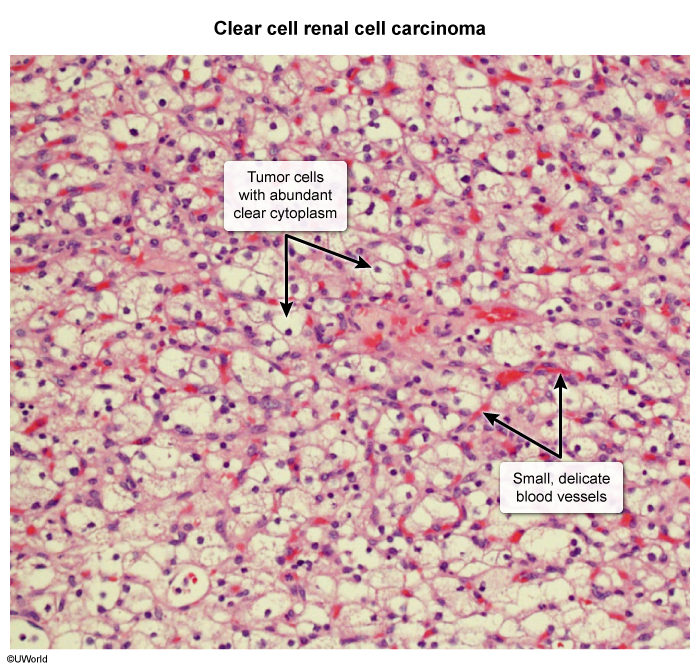 Clear cell renal cell carcinoma
Tumor cells
with abundant
clear cytoplasm
Small, delicate
blood vessels
©UWorld